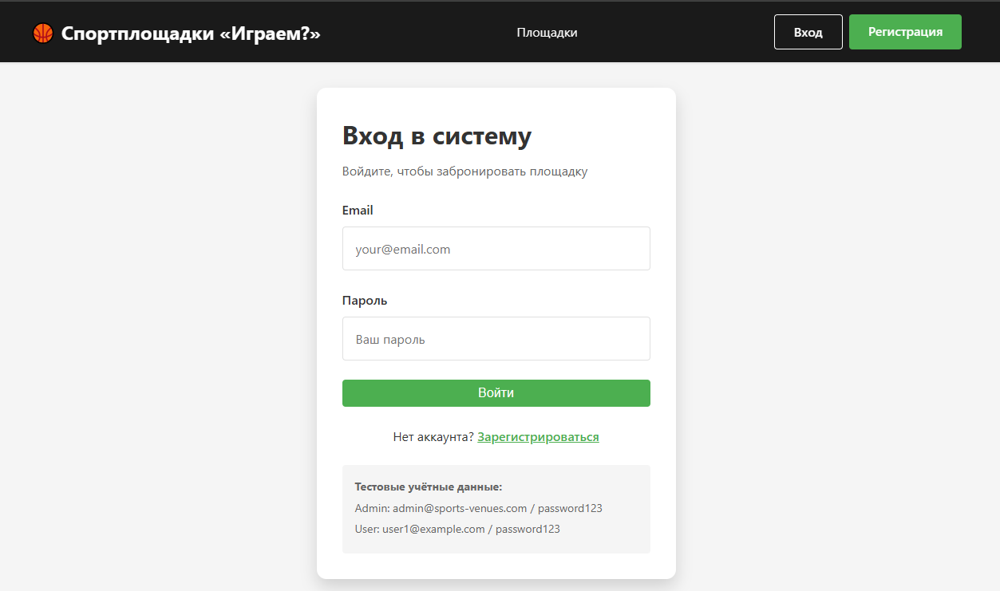 Спортплощадки «Играем?»
Площадки
Вход
Регистрация
Вход в систему
Войдите, чтобы забронировать площадку
Email
your@email.com
Пароль
Ваш пароль
Войти
Нет аккаунта? Зарегистрироваться
Тестовые учётные данные:
Admin: admin@sports-venues.com / password123
User: user1@example.com / password123